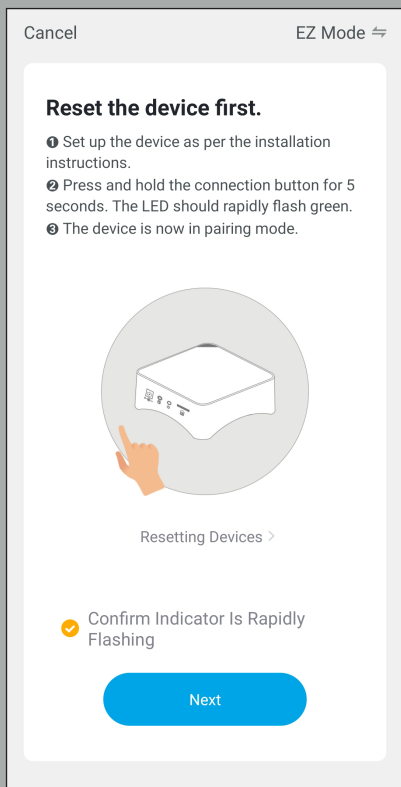 Cancel
EZ Mode
Reset the device first.
❶ Set up the device as per the installation
instructions.
❷ Press and hold the connection button for 5
seconds. The LED should rapidly flash green.
❸ The device is now in pairing mode.
Resetting Devices >
Confirm Indicator Is Rapidly
Flashing
Next